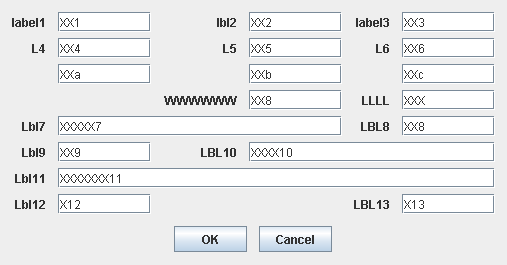 label1 XX1 lbl2 XX2 label3 XX3
L4 XX4 L5 XX5 L6 XX6
XXa XXb XXc
WWWWWW XX8 LLLL XXX
Lbl7 XXXXX7 LBL8 XX8
Lbl9 XX9 LBL10 XXXX10
Lbl11 XXXXXXX11
Lbl12 X12 LBL13 X13
OK Cancel